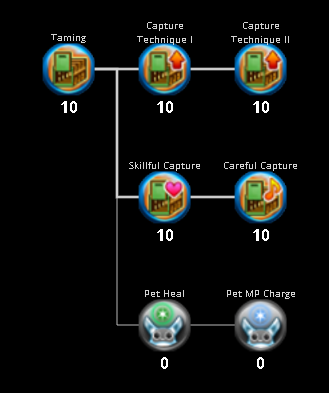 Taming
Capture
Technique I
Capture
Technique II
10
10
10
Skillful Capture
Careful Capture
10
10
Pet Heal
Pet MP Charge
0
0